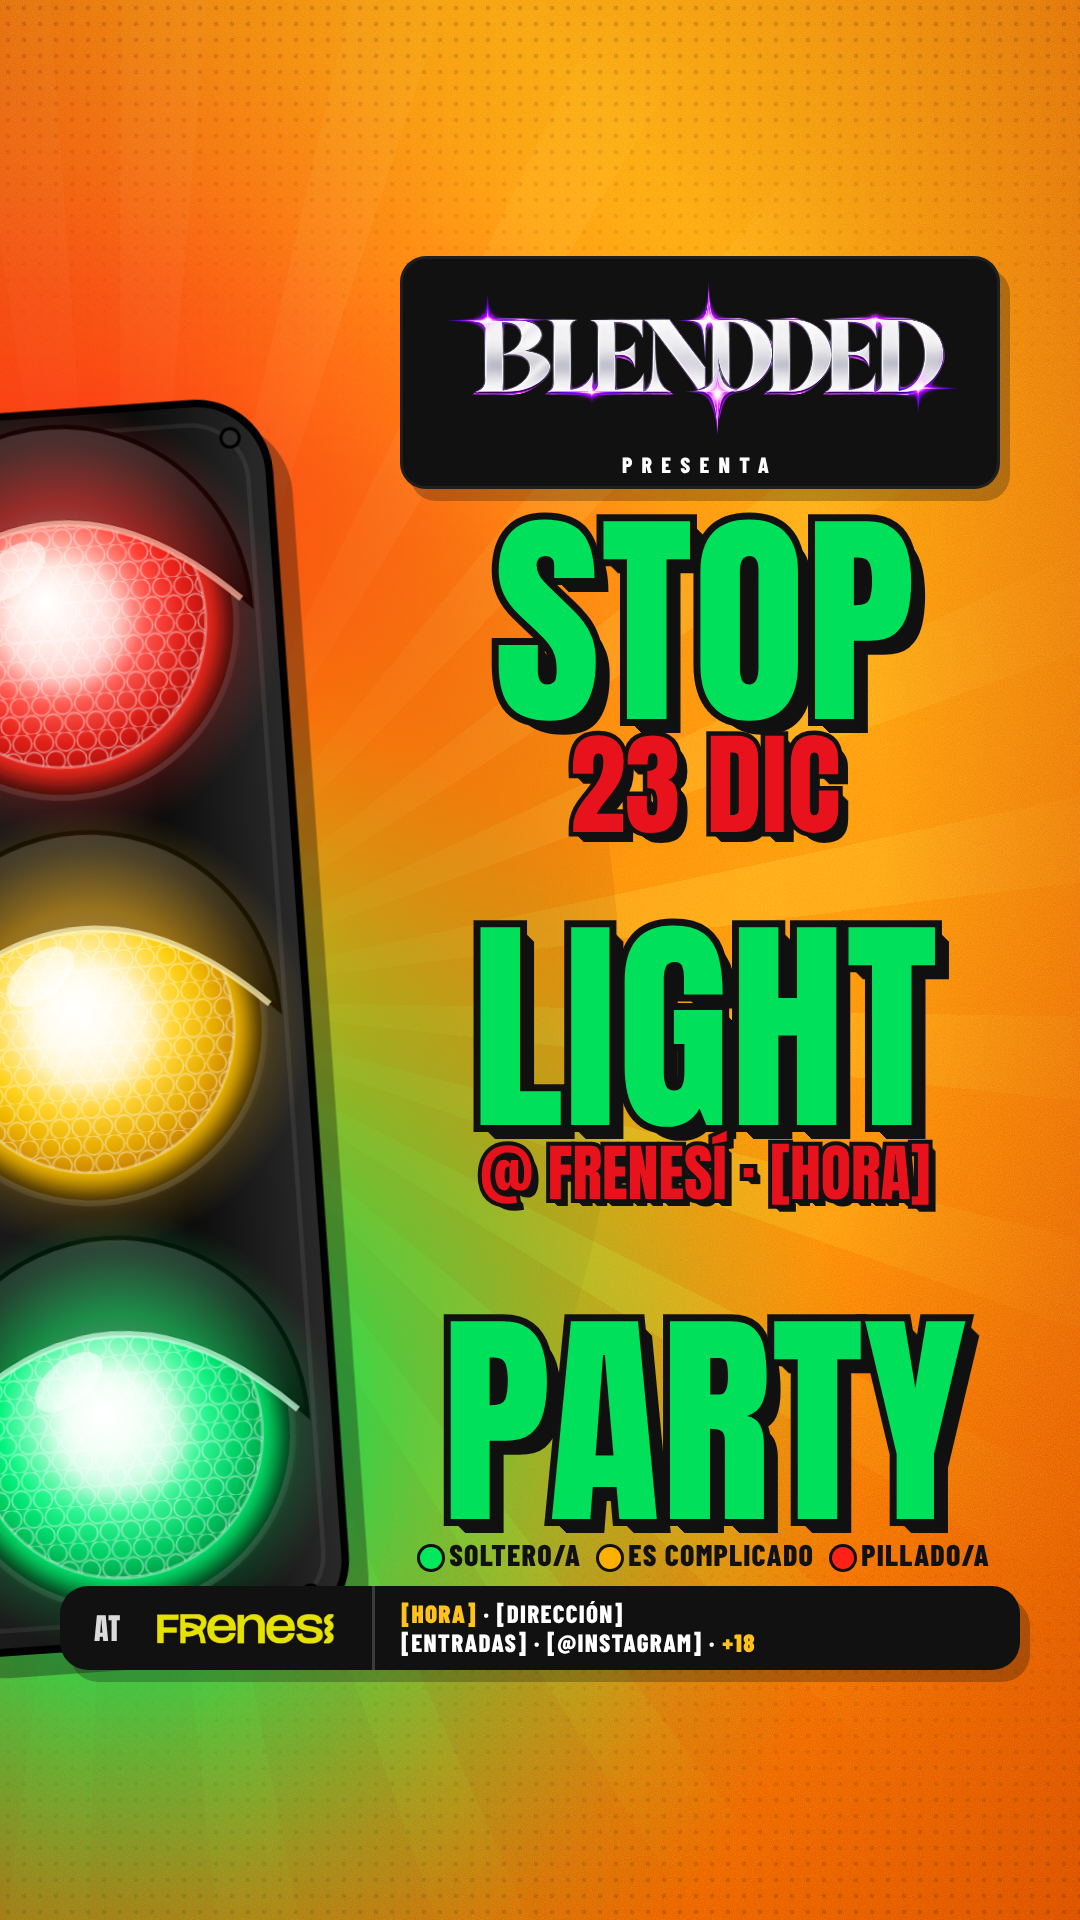 BLENDDED
PRESENTA
STOP
23 DIC
LIGHT
@ FRENESÍ · [HORA]
PARTY
SOLTERO/A ES COMPLICADO PILLADO/A
AT FRENESÍ
[HORA] · [DIRECCIÓN]
[ENTRADAS] · [@INSTAGRAM] · +18